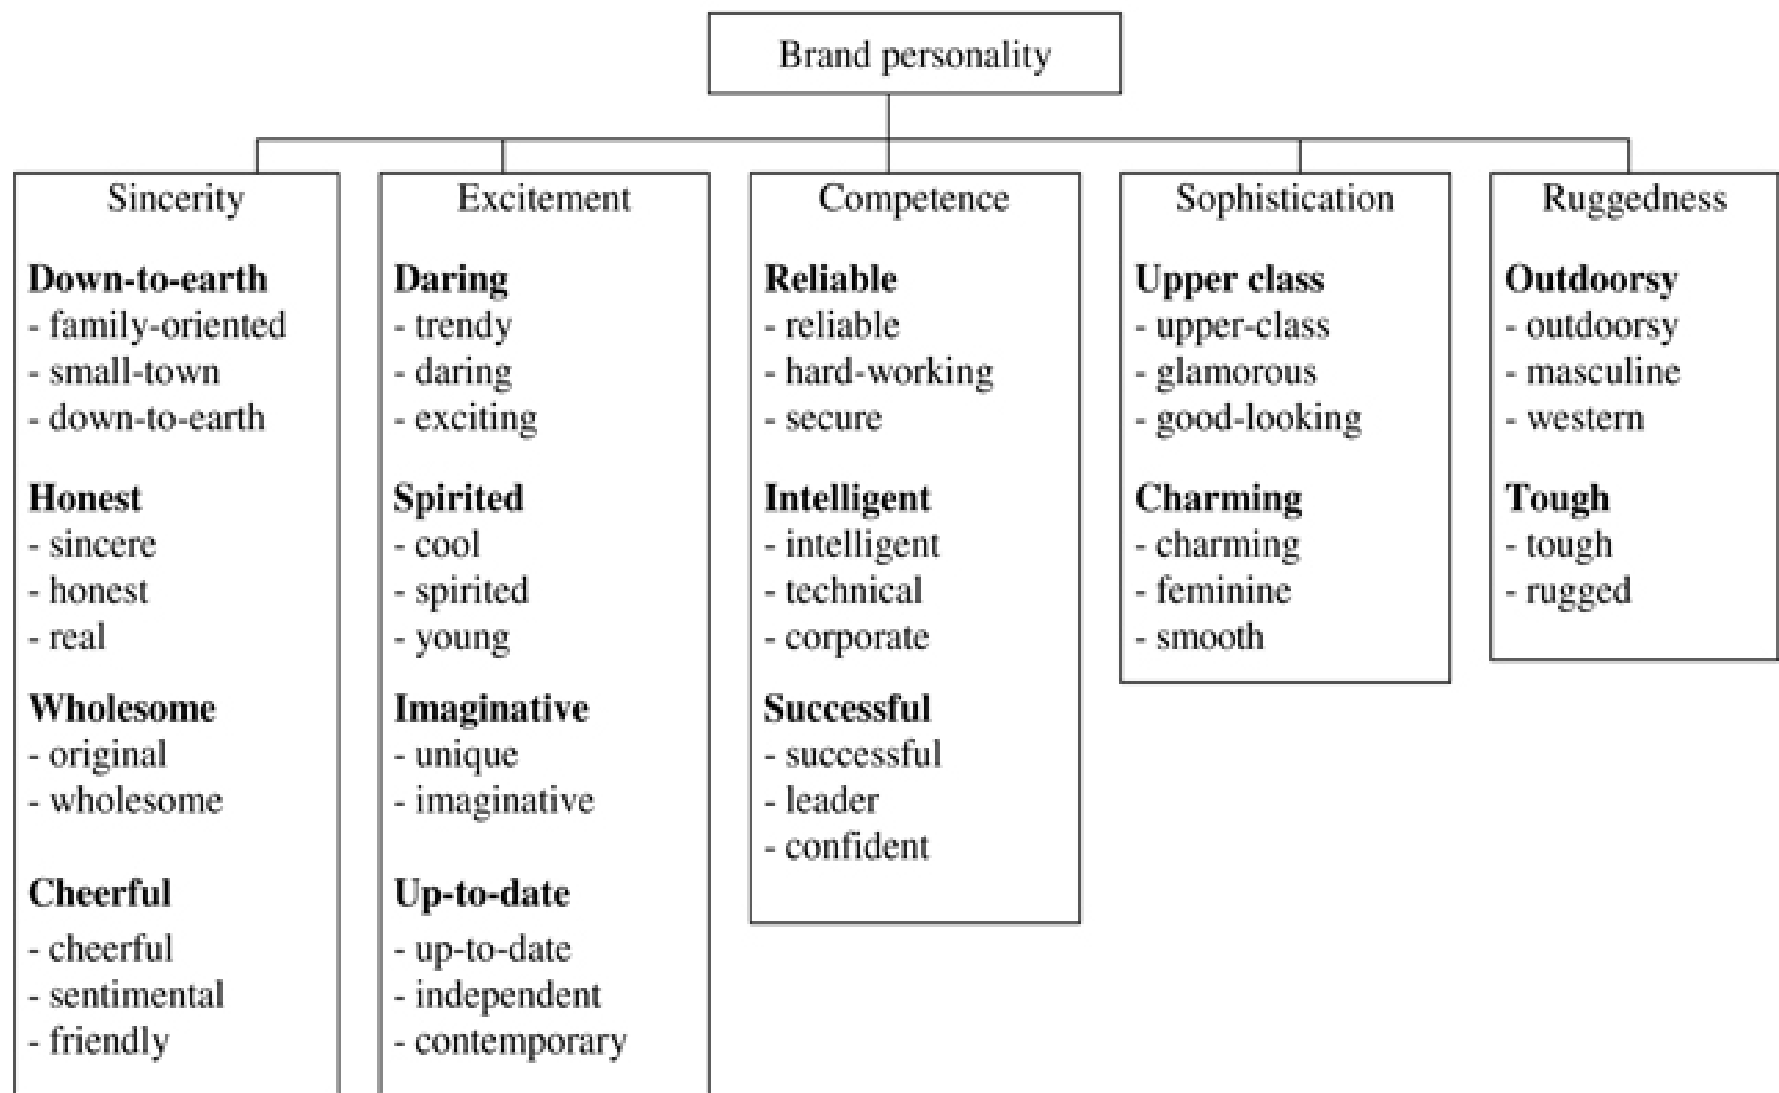 Brand personality
Sincerity
Down-to-earth
- family-oriented
- small-town
- down-to-earth
Honest
- sincere
- honest
- real
Wholesome
- original
- wholesome
Cheerful
- cheerful
- sentimental
- friendly
Excitement
Daring
- trendy
- daring
- exciting
Spirited
- cool
- spirited
- young
Imaginative
- unique
- imaginative
Up-to-date
- up-to-date
- independent
- contemporary
Competence
Reliable
- reliable
- hard-working
- secure
Intelligent
- intelligent
- technical
- corporate
Successful
- successful
- leader
- confident
Sophistication
Upper class
- upper-class
- glamorous
- good-looking
Charming
- charming
- feminine
- smooth
Ruggedness
Outdoorsy
- outdoorsy
- masculine
- western
Tough
- tough
- rugged